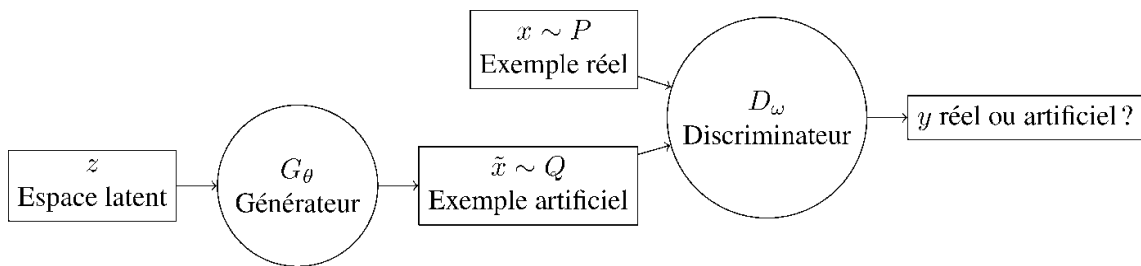 x ∼ P
Exemple réel
D_ω
Discriminateur
y réel ou artificiel ?
z
Espace latent
G_θ
Générateur
x̃ ∼ Q
Exemple artificiel